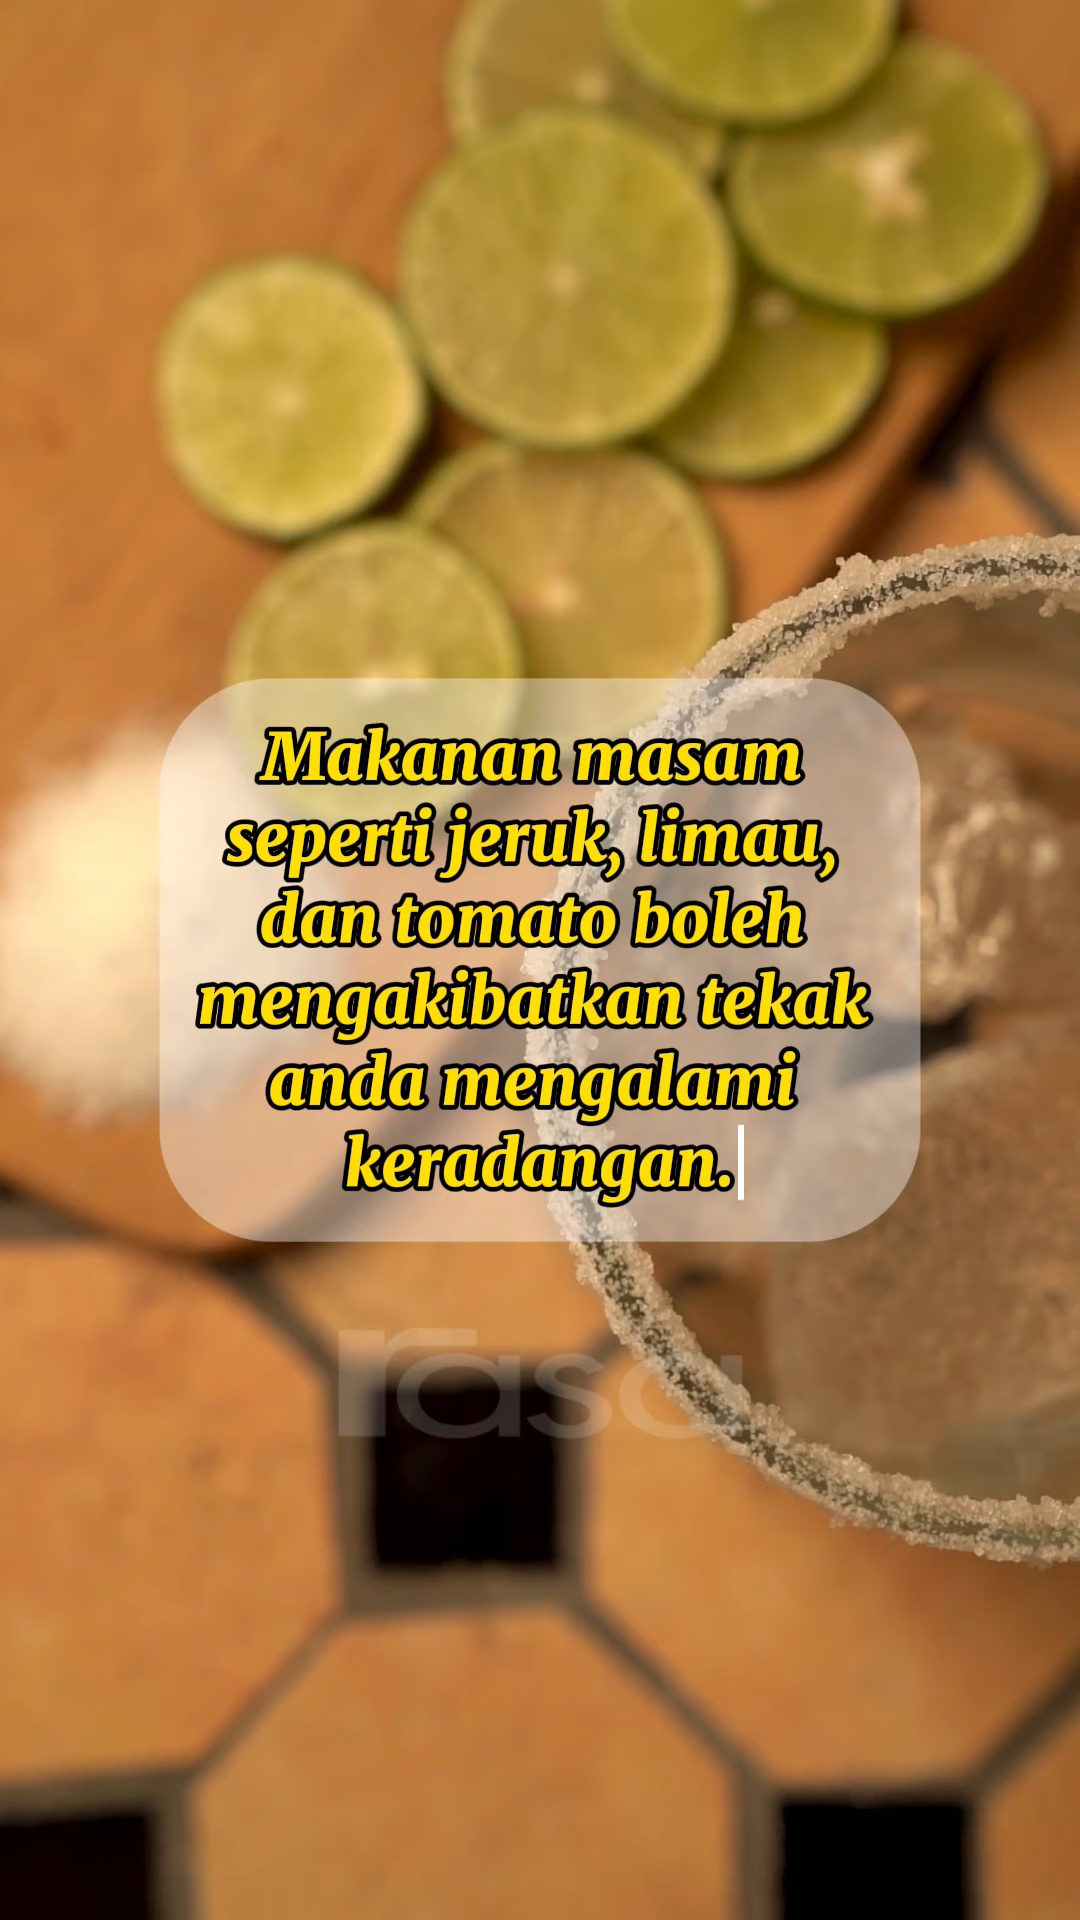 Makanan masam
seperti jeruk, limau,
dan tomato boleh
mengakibatkan tekak
anda mengalami
keradangan.
rasa